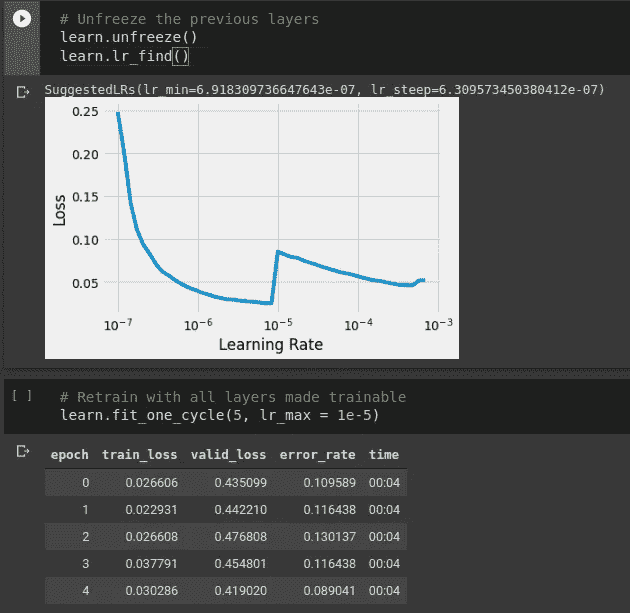 # Unfreeze the previous layers
learn.unfreeze()
learn.lr_find()
SuggestedLRs(lr_min=6.918309736647643e-07, lr_steep=6.309573450380412e-07)
0.25
0.20
0.15
0.10
0.05
Loss
10⁻⁷ 10⁻⁶ 10⁻⁵ 10⁻⁴ 10⁻³
Learning Rate
[ ] # Retrain with all layers made trainable
learn.fit_one_cycle(5, lr_max = 1e-5)
epoch train_loss valid_loss error_rate time
0 0.026606 0.435099 0.109589 00:04
1 0.022931 0.442210 0.116438 00:04
2 0.026608 0.476808 0.130137 00:04
3 0.037791 0.454801 0.116438 00:04
4 0.030286 0.419020 0.089041 00:04